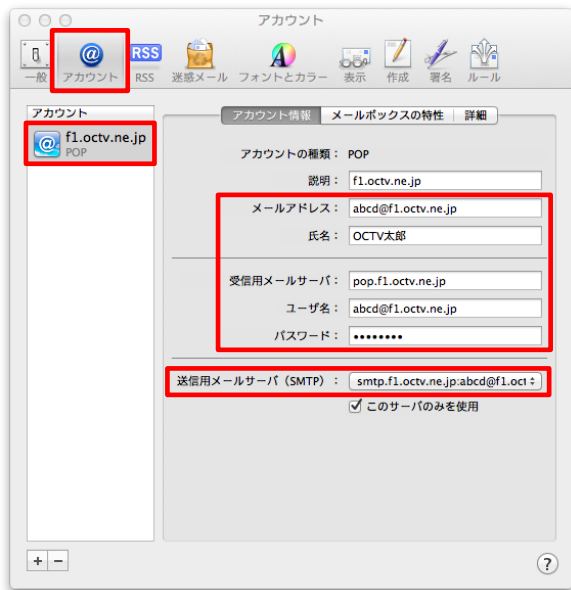 アカウント
RSS
一般 アカウント RSS 迷惑メール フォントとカラー 表示 作成 署名 ルール
アカウント
アカウント情報 メールボックスの特性 詳細
f1.octv.ne.jp
POP
アカウントの種類： POP
説明： f1.octv.ne.jp
メールアドレス： abcd@f1.octv.ne.jp
氏名： OCTV太郎
受信用メールサーバ： pop.f1.octv.ne.jp
ユーザ名： abcd@f1.octv.ne.jp
パスワード： ••••••••
送信用メールサーバ（SMTP）： smtp.f1.octv.ne.jp:abcd@f1.oct
このサーバのみを使用
+ − ?